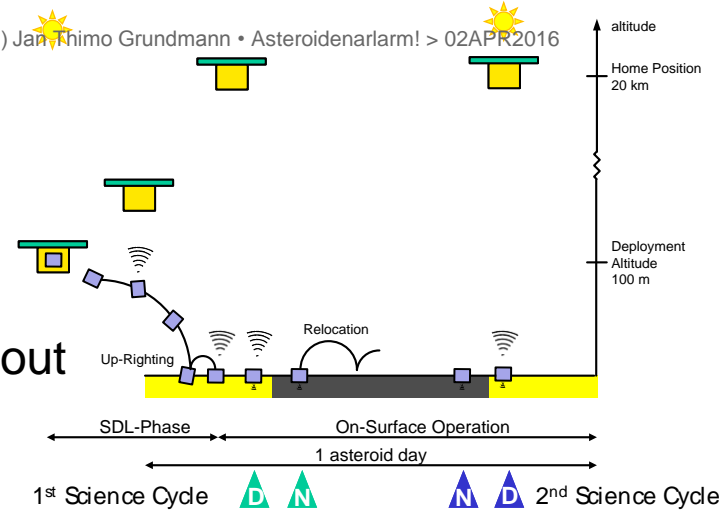 ) Jan Thimo Grundmann • Asteroidenarlarm! > 02APR2016
altitude
Home Position
20 km
Deployment
Altitude
100 m
Relocation
out
Up-Righting
SDL-Phase
On-Surface Operation
1 asteroid day
1st Science Cycle
D
N
N
D
2nd Science Cycle